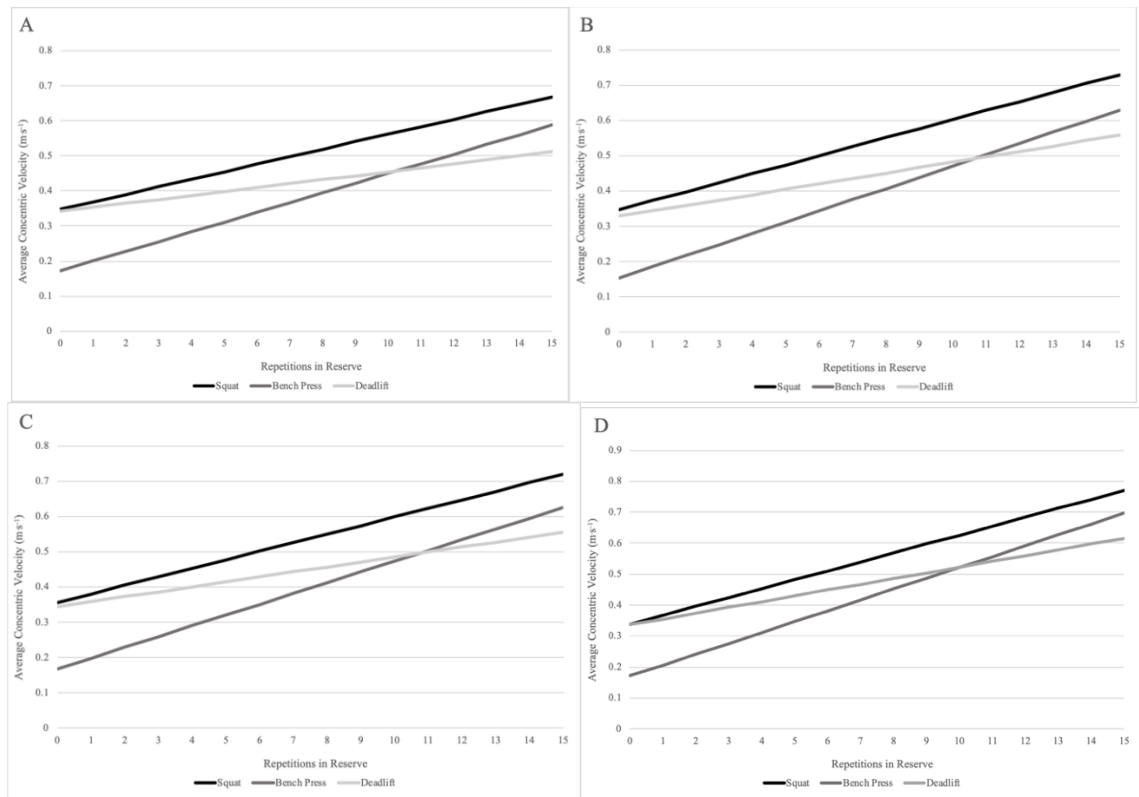 A
Average Concentric Velocity (m·s⁻¹)
0.8
0.7
0.6
0.5
0.4
0.3
0.2
0.1
0
0 1 2 3 4 5 6 7 8 9 10 11 12 13 14 15
Repetitions in Reserve
Squat Bench Press Deadlift
B
Average Concentric Velocity (m·s⁻¹)
0.8
0.7
0.6
0.5
0.4
0.3
0.2
0.1
0
0 1 2 3 4 5 6 7 8 9 10 11 12 13 14 15
Repetitions in Reserve
Squat Bench Press Deadlift
C
Average Concentric Velocity (m·s⁻¹)
0.8
0.7
0.6
0.5
0.4
0.3
0.2
0.1
0
0 1 2 3 4 5 6 7 8 9 10 11 12 13 14 15
Repetitions in Reserve
Squat Bench Press Deadlift
D
Average Concentric Velocity (m·s⁻¹)
0.9
0.8
0.7
0.6
0.5
0.4
0.3
0.2
0.1
0
0 1 2 3 4 5 6 7 8 9 10 11 12 13 14 15
Repetitions in Reserve
Squat Bench Press Deadlift